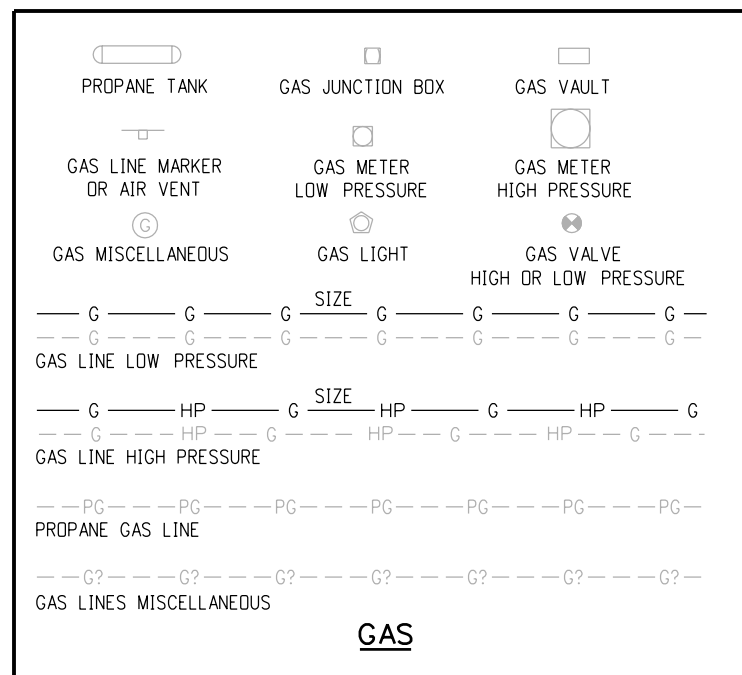 PROPANE TANK
GAS JUNCTION BOX
GAS VAULT
GAS LINE MARKER
OR AIR VENT
GAS METER
LOW PRESSURE
GAS METER
HIGH PRESSURE
G
GAS MISCELLANEOUS
GAS LIGHT
GAS VALVE
HIGH OR LOW PRESSURE
SIZE
G G G G G G G
G G G G G G G
GAS LINE LOW PRESSURE
SIZE
G HP G HP G HP G
G HP G HP G HP G
GAS LINE HIGH PRESSURE
PG PG PG PG PG PG PG
PROPANE GAS LINE
G? G? G? G? G? G? G?
GAS LINES MISCELLANEOUS
GAS